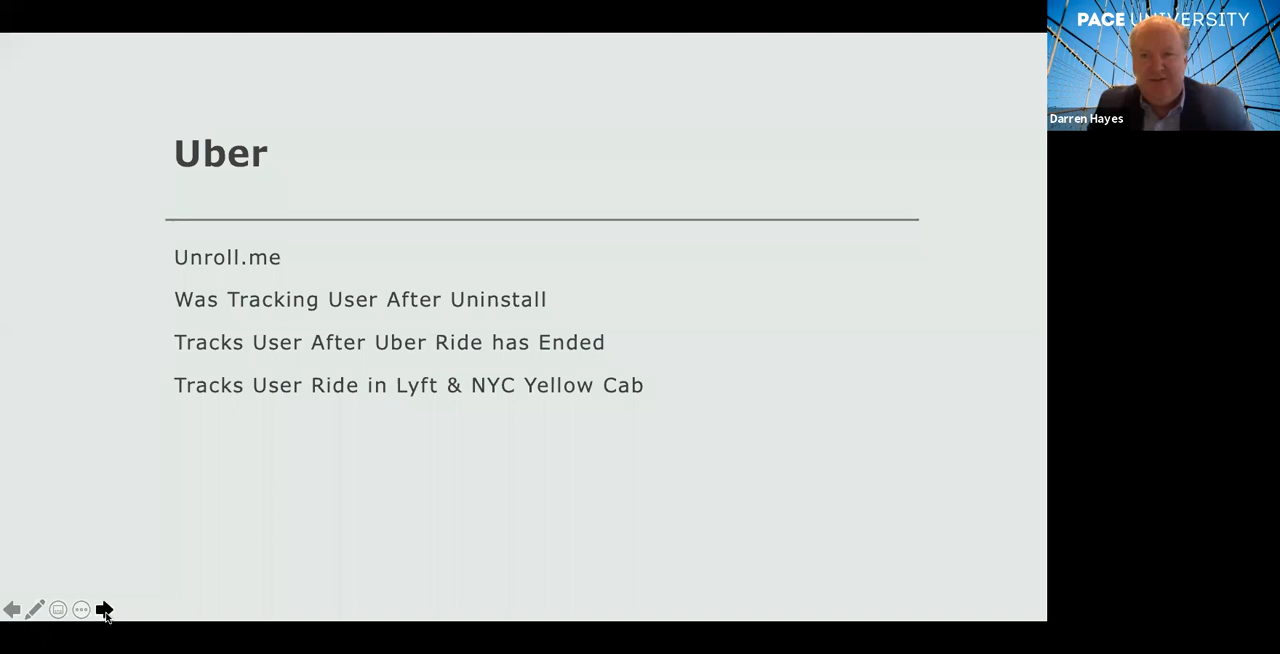 Uber
Unroll.me
Was Tracking User After Uninstall
Tracks User After Uber Ride has Ended
Tracks User Ride in Lyft & NYC Yellow Cab
PACE UNIVERSITY
Darren Hayes